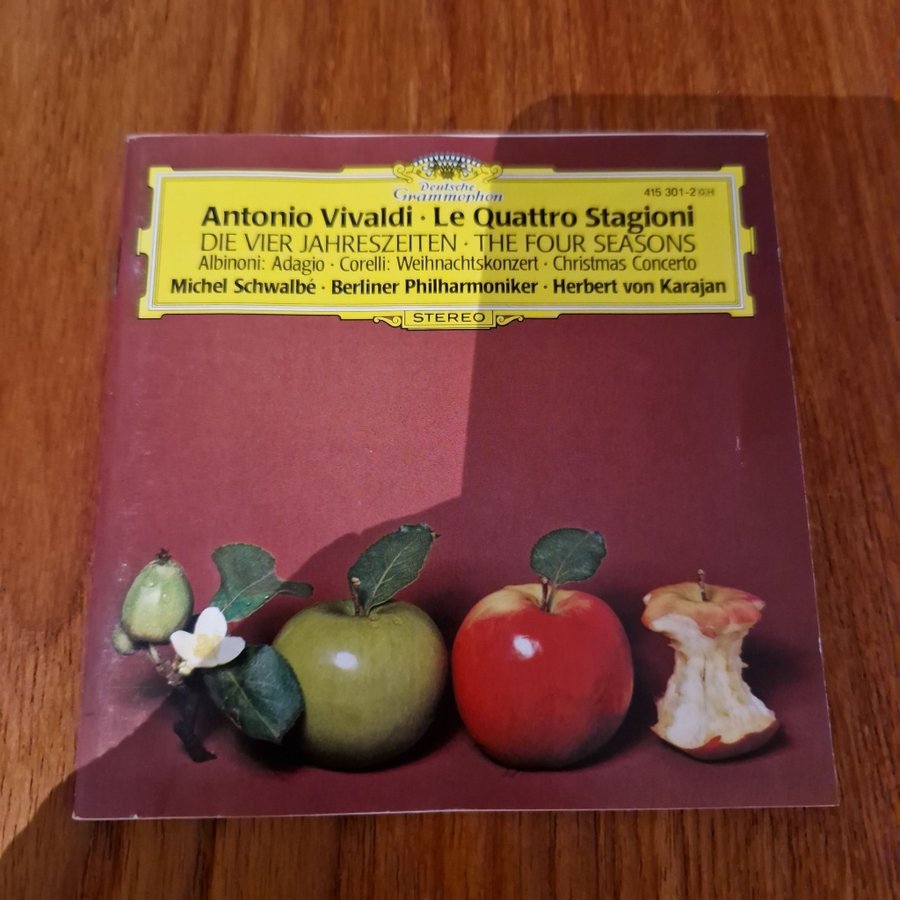 Deutsche
Grammophon
415 301-2 GH
Antonio Vivaldi · Le Quattro Stagioni
DIE VIER JAHRESZEITEN · THE FOUR SEASONS
Albinoni: Adagio · Corelli: Weihnachtskonzert · Christmas Concerto
Michel Schwalbé · Berliner Philharmoniker · Herbert von Karajan
STEREO